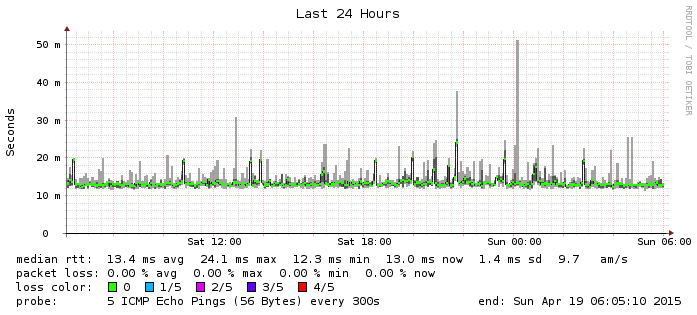 Last 24 Hours
RRDTOOL / TOBI OETIKER
Seconds
50 m
40 m
30 m
20 m
10 m
0
Sat 12:00 Sat 18:00 Sun 00:00 Sun 06:00
median rtt: 13.4 ms avg 24.1 ms max 12.3 ms min 13.0 ms now 1.4 ms sd 9.7 am/s
packet loss: 0.00 % avg 0.00 % max 0.00 % min 0.00 % now
loss color: 0 1/5 2/5 3/5 4/5
probe: 5 ICMP Echo Pings (56 Bytes) every 300s end: Sun Apr 19 06:05:10 2015